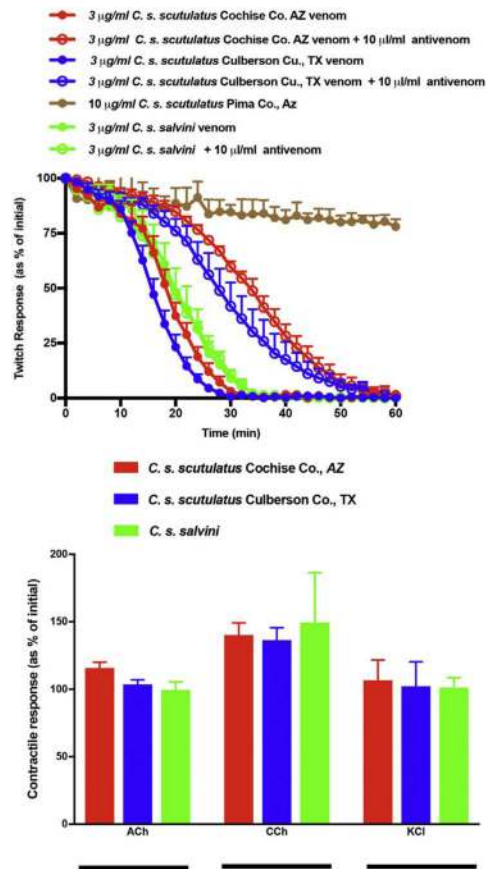 3 µg/ml C. s. scutulatus Cochise Co. AZ venom
3 µg/ml C. s. scutulatus Cochise Co. AZ venom + 10 µl/ml antivenom
3 µg/ml C. s. scutulatus Culberson Cu., TX venom
3 µg/ml C. s. scutulatus Culberson Cu., TX venom + 10 µl/ml antivenom
10 µg/ml C. s. scutulatus Pima Co., Az
3 µg/ml C. s. salvini venom
3 µg/ml C. s. salvini + 10 µl/ml antivenom
Twitch Response (as % of initial)
100
75
50
25
0
0 10 20 30 40 50 60
Time (min)
C. s. scutulatus Cochise Co., AZ
C. s. scutulatus Culberson Co., TX
C. s. salvini
Contractile response (as % of initial)
200
150
100
50
0
ACh CCh KCl